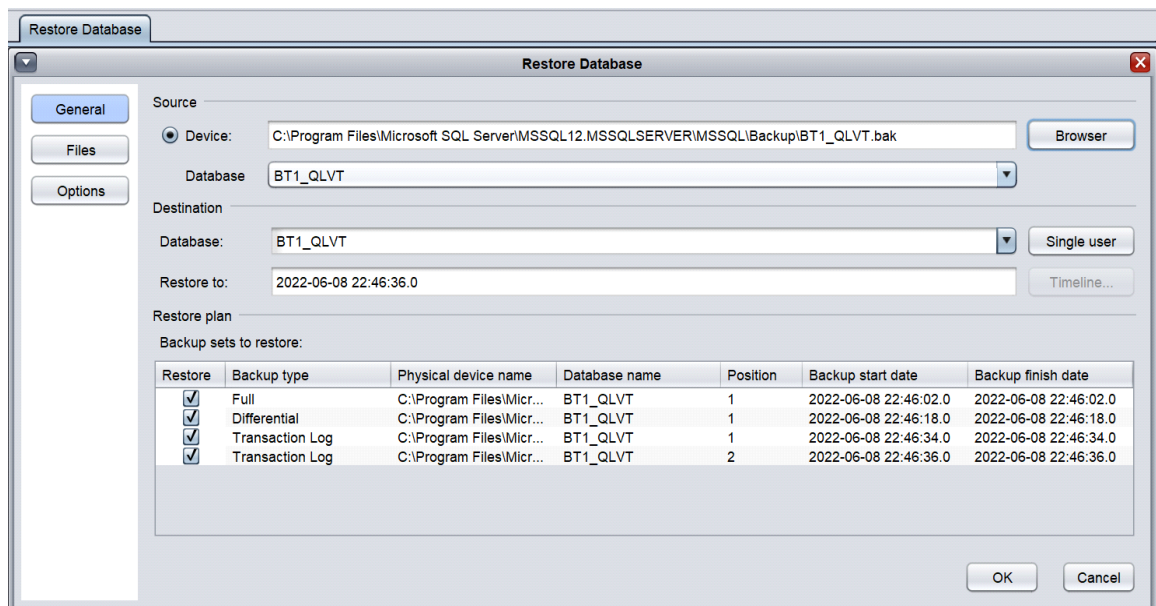 Restore Database
Restore Database
General
Files
Options
Source
Device: C:\Program Files\Microsoft SQL Server\MSSQL12.MSSQLSERVER\MSSQL\Backup\BT1_QLVT.bak Browser
Database BT1_QLVT
Destination
Database: BT1_QLVT Single user
Restore to: 2022-06-08 22:46:36.0 Timeline...
Restore plan
Backup sets to restore:
Restore Backup type Physical device name Database name Position Backup start date Backup finish date
Full C:\Program Files\Micr... BT1_QLVT 1 2022-06-08 22:46:02.0 2022-06-08 22:46:02.0
Differential C:\Program Files\Micr... BT1_QLVT 1 2022-06-08 22:46:18.0 2022-06-08 22:46:18.0
Transaction Log C:\Program Files\Micr... BT1_QLVT 1 2022-06-08 22:46:34.0 2022-06-08 22:46:34.0
Transaction Log C:\Program Files\Micr... BT1_QLVT 2 2022-06-08 22:46:36.0 2022-06-08 22:46:36.0
OK Cancel